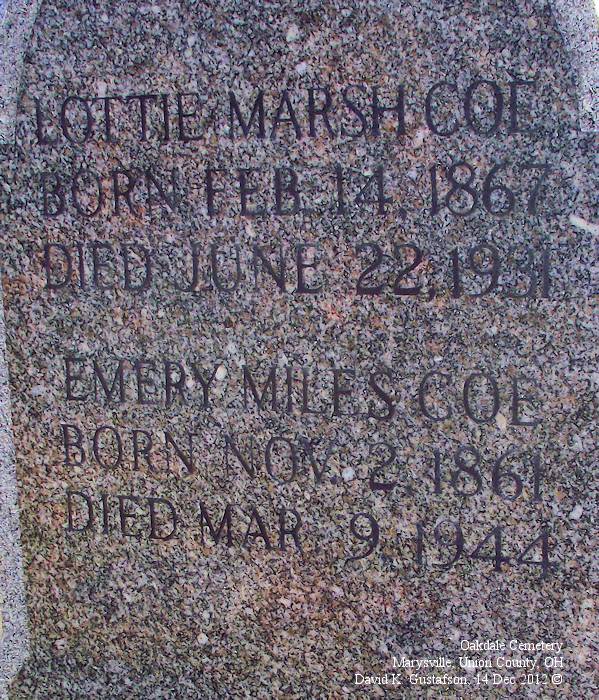 LOTTIE MARSH COE
BORN FEB. 14, 1867
DIED JUNE 22, 1931
EMERY MILES COE
BORN NOV. 2, 1861
DIED MAR. 9, 1944
Oakdale Cemetery
Marysville, Union County, OH
David K. Gustafson, 14 Dec 2012 ©